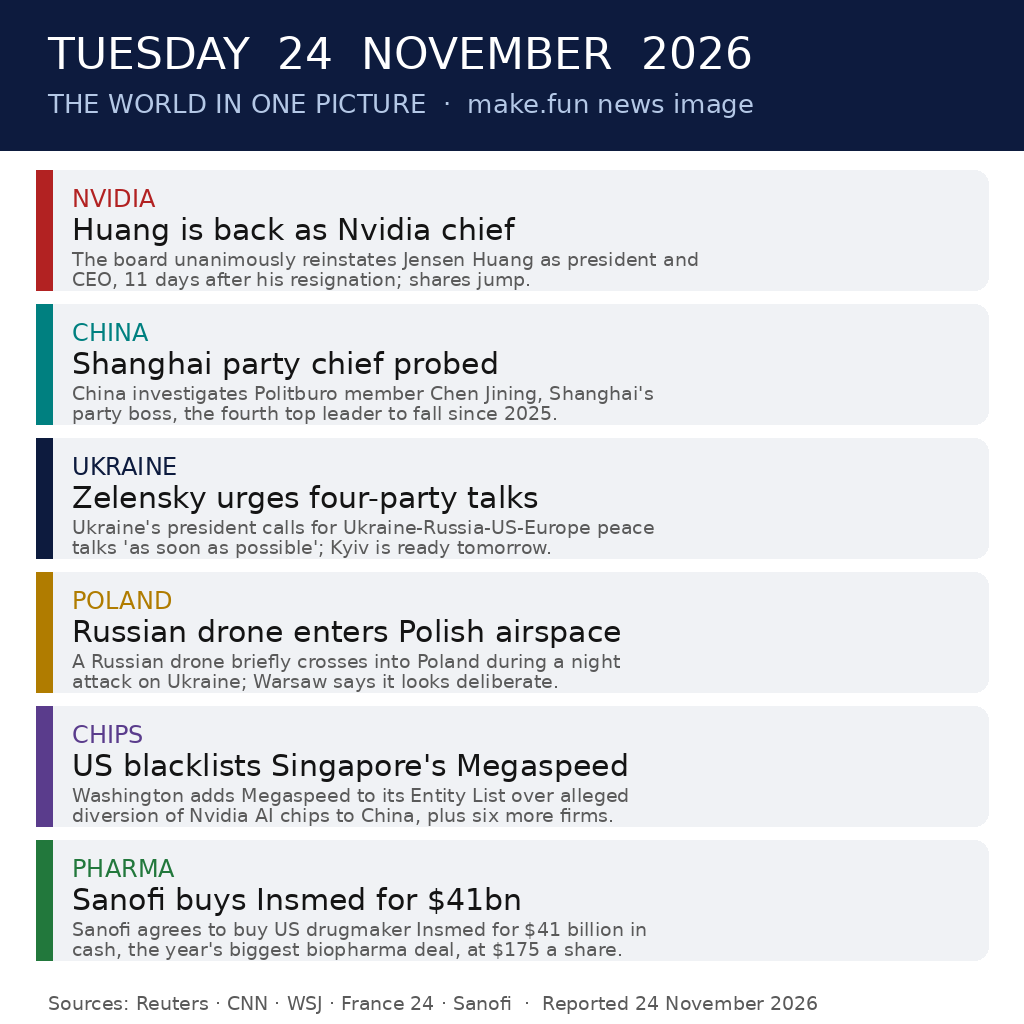 TUESDAY 24 NOVEMBER 2026
THE WORLD IN ONE PICTURE · make.fun news image
NVIDIA
Huang is back as Nvidia chief
The board unanimously reinstates Jensen Huang as president and
CEO, 11 days after his resignation; shares jump.
CHINA
Shanghai party chief probed
China investigates Politburo member Chen Jining, Shanghai's
party boss, the fourth top leader to fall since 2025.
UKRAINE
Zelensky urges four-party talks
Ukraine's president calls for Ukraine-Russia-US-Europe peace
talks 'as soon as possible'; Kyiv is ready tomorrow.
POLAND
Russian drone enters Polish airspace
A Russian drone briefly crosses into Poland during a night
attack on Ukraine; Warsaw says it looks deliberate.
CHIPS
US blacklists Singapore's Megaspeed
Washington adds Megaspeed to its Entity List over alleged
diversion of Nvidia AI chips to China, plus six more firms.
PHARMA
Sanofi buys Insmed for $41bn
Sanofi agrees to buy US drugmaker Insmed for $41 billion in
cash, the year's biggest biopharma deal, at $175 a share.
Sources: Reuters · CNN · WSJ · France 24 · Sanofi · Reported 24 November 2026